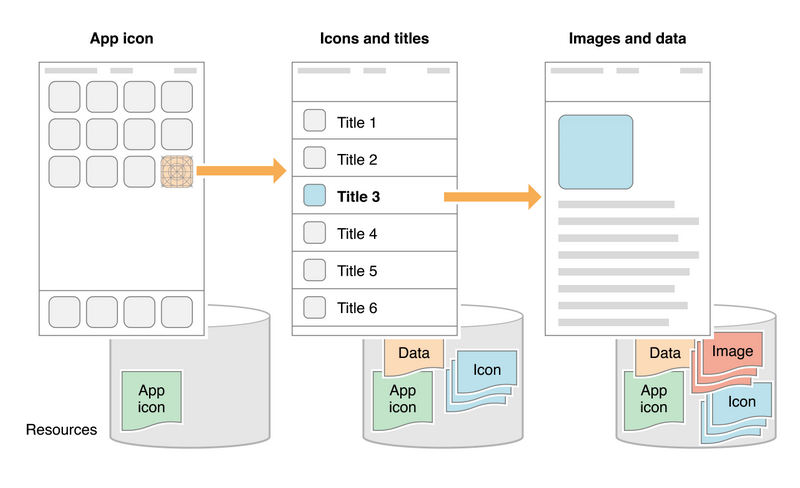 App icon
Icons and titles
Images and data
Title 1
Title 2
Title 3
Title 4
Title 5
Title 6
Resources
App
icon
Data
App
icon
Icon
Data
Image
App
icon
Icon